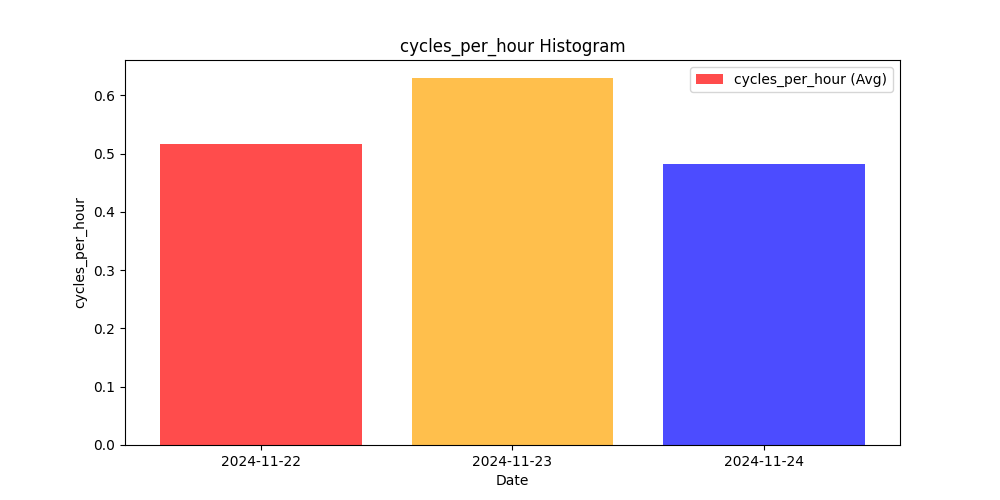 cycles_per_hour Histogram
cycles_per_hour (Avg)
cycles_per_hour
0.6
0.5
0.4
0.3
0.2
0.1
0.0
2024-11-22 2024-11-23 2024-11-24
Date